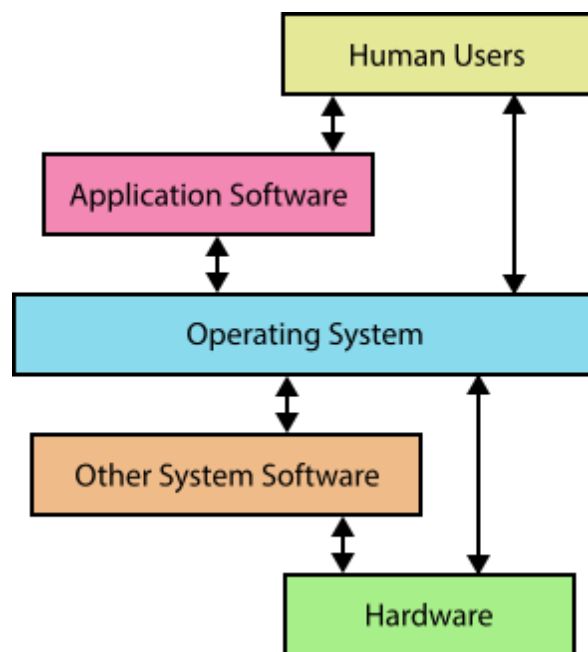 Human Users
Application Software
Operating System
Other System Software
Hardware